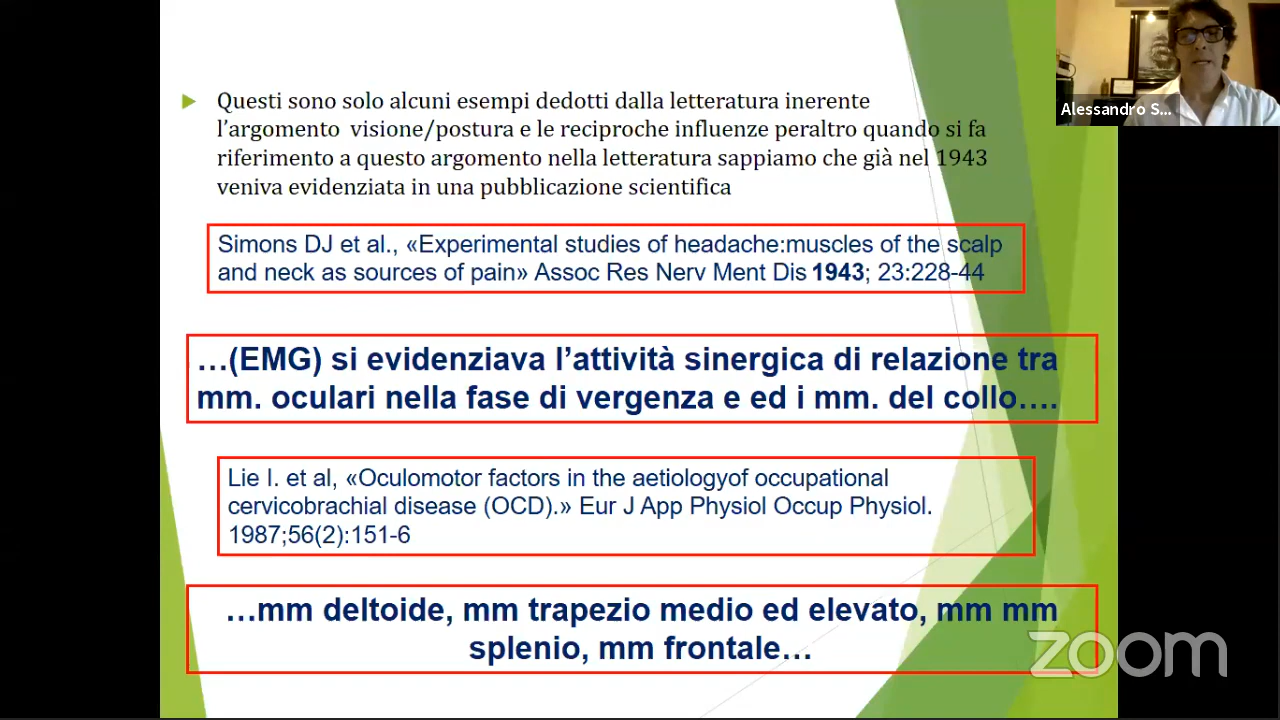 Questi sono solo alcuni esempi dedotti dalla letteratura inerente
l'argomento visione/postura e le reciproche influenze peraltro quando si fa
riferimento a questo argomento nella letteratura sappiamo che già nel 1943
veniva evidenziata in una pubblicazione scientifica
Alessandro S...
Simons DJ et al., «Experimental studies of headache:muscles of the scalp
and neck as sources of pain» Assoc Res Nerv Ment Dis 1943; 23:228-44
…(EMG) si evidenziava l'attività sinergica di relazione tra
mm. oculari nella fase di vergenza e ed i mm. del collo….
Lie I. et al, «Oculomotor factors in the aetiologyof occupational
cervicobrachial disease (OCD).» Eur J App Physiol Occup Physiol.
1987;56(2):151-6
…mm deltoide, mm trapezio medio ed elevato, mm mm
splenio, mm frontale…
zoom